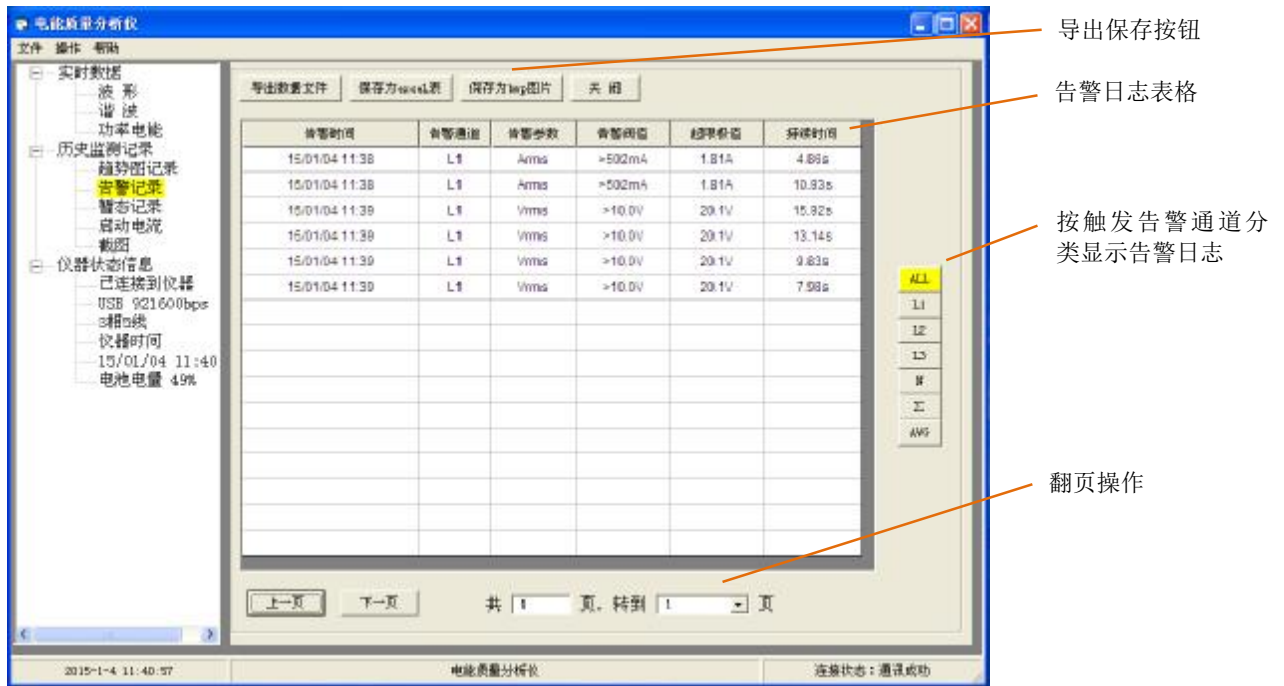 电能质量分析仪
文件 操作 帮助
实时数据
波 形
谐 波
功率电能
历史监测记录
趋势图记录
告警记录
暂态记录
启动电流
截图
仪器状态信息
已连接到仪器
USB 921600bps
3相3线
仪器时间
15/01/04 11:40
电池电量 49%
导出数据文件 保存为excel表 保存为bmp图片 关 闭
告警时间 告警通道 告警参数 告警阀值 超限极值 持续时间
15/01/04 11:38 L1 Arms >502mA 1.81A 4.86s
15/01/04 11:38 L1 Arms >502mA 1.81A 10.93s
15/01/04 11:39 L1 Vrms >10.0V 20.1V 15.92s
15/01/04 11:39 L1 Vrms >10.0V 20.1V 13.14s
15/01/04 11:39 L1 Vrms >10.0V 20.1V 9.83s
15/01/04 11:39 L1 Vrms >10.0V 20.1V 7.98s
ALL
L1
L2
L3
N
Σ
AVG
上一页 下一页 共 1 页，转到 1 页
2015-1-4 11:40:57 电能质量分析仪 连接状态：通讯成功
导出保存按钮
告警日志表格
按触发告警通道分
类显示告警日志
翻页操作